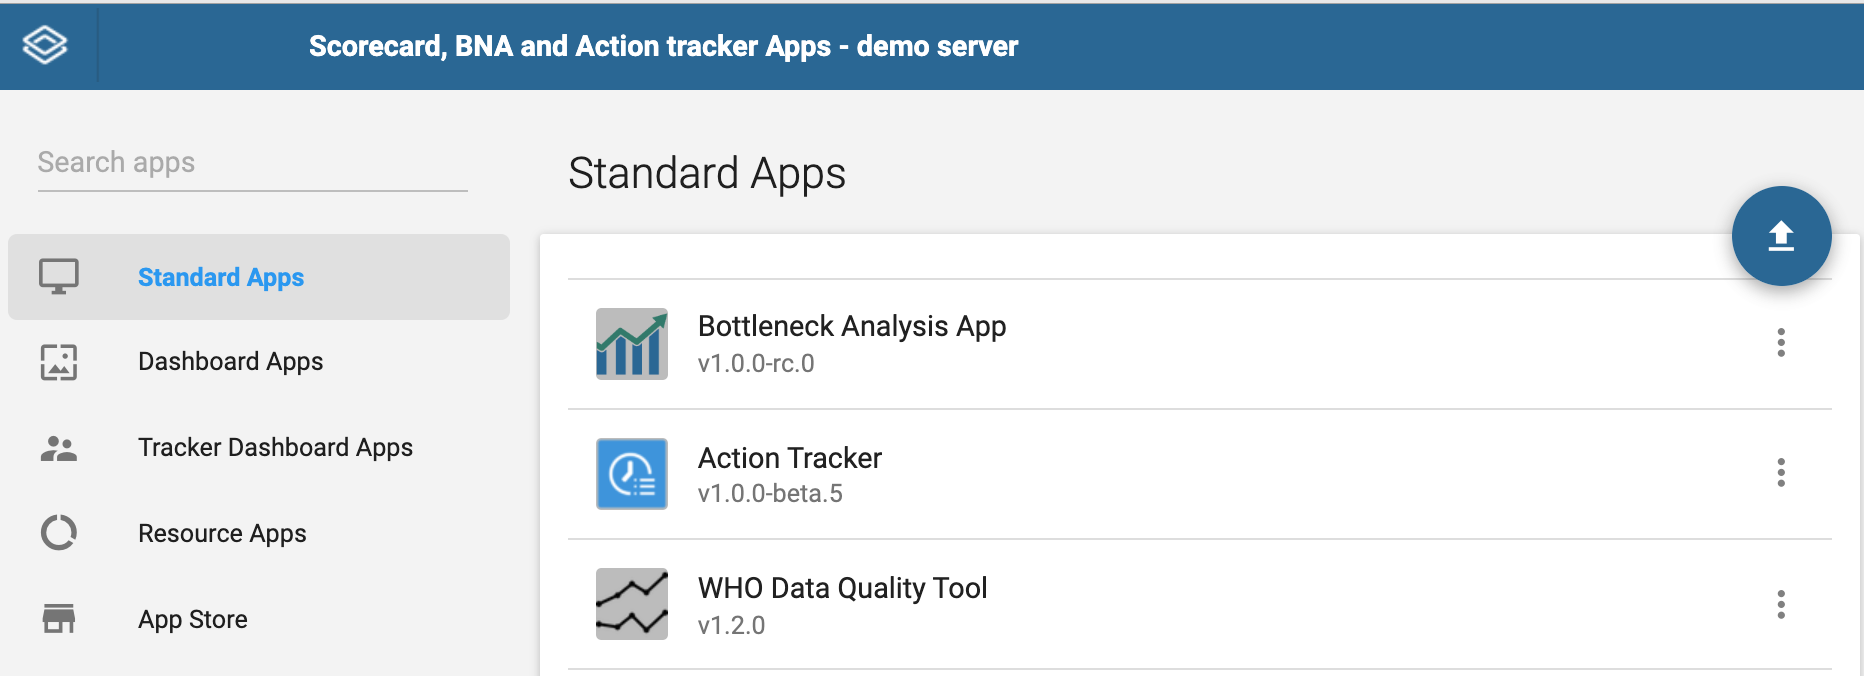 Scorecard, BNA and Action tracker Apps - demo server
Search apps
Standard Apps
Dashboard Apps
Tracker Dashboard Apps
Resource Apps
App Store
Standard Apps
Bottleneck Analysis App
v1.0.0-rc.0
Action Tracker
v1.0.0-beta.5
WHO Data Quality Tool
v1.2.0